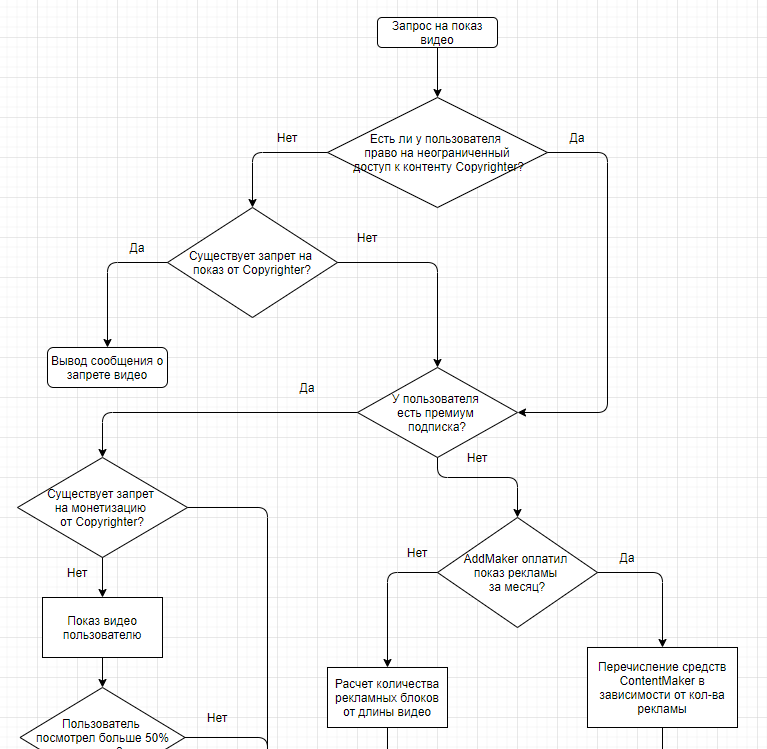 Запрос на показ
видео
Есть ли у пользователя
право на неограниченный
доступ к контенту Copyrighter?
Нет
Да
Существует запрет на
показ от Copyrighter?
Да
Нет
Вывод сообщения о
запрете видео
У пользователя
есть премиум
подписка?
Да
Нет
Существует запрет
на монетизацию
от Copyrighter?
Нет
AddMaker оплатил
показ рекламы
за месяц?
Нет
Да
Показ видео
пользователю
Расчет количества
рекламных блоков
от длины видео
Перечисление средств
ContentMaker в
зависимости от кол-ва
рекламы
Пользователь
посмотрел больше 50%
Нет